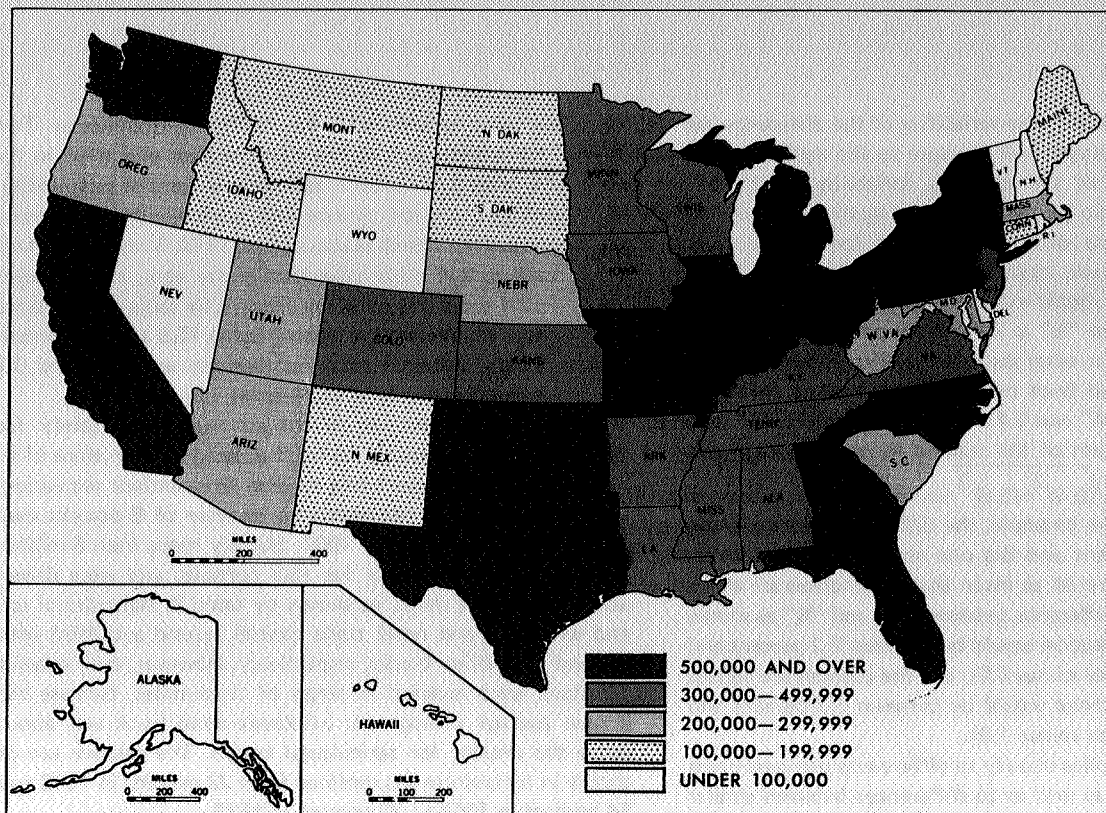 MAINE
MONT
N DAK
OREG
IDAHO
MINN
VT.
N.H.
S DAK
WIS
MASS
CONN
R.I.
WYO
IOWA
NEV
NEBR
UTAH
COLO
KANS
MD
DEL
W. VA.
VA
KY
TENN
ARIZ
N MEX
ARK
S C
MISS
ALA
LA
MILES
0 200 400
ALASKA
MILES
0 200 400
HAWAII
MILES
0 100 200
500,000 AND OVER
300,000—499,999
200,000—299,999
100,000—199,999
UNDER 100,000